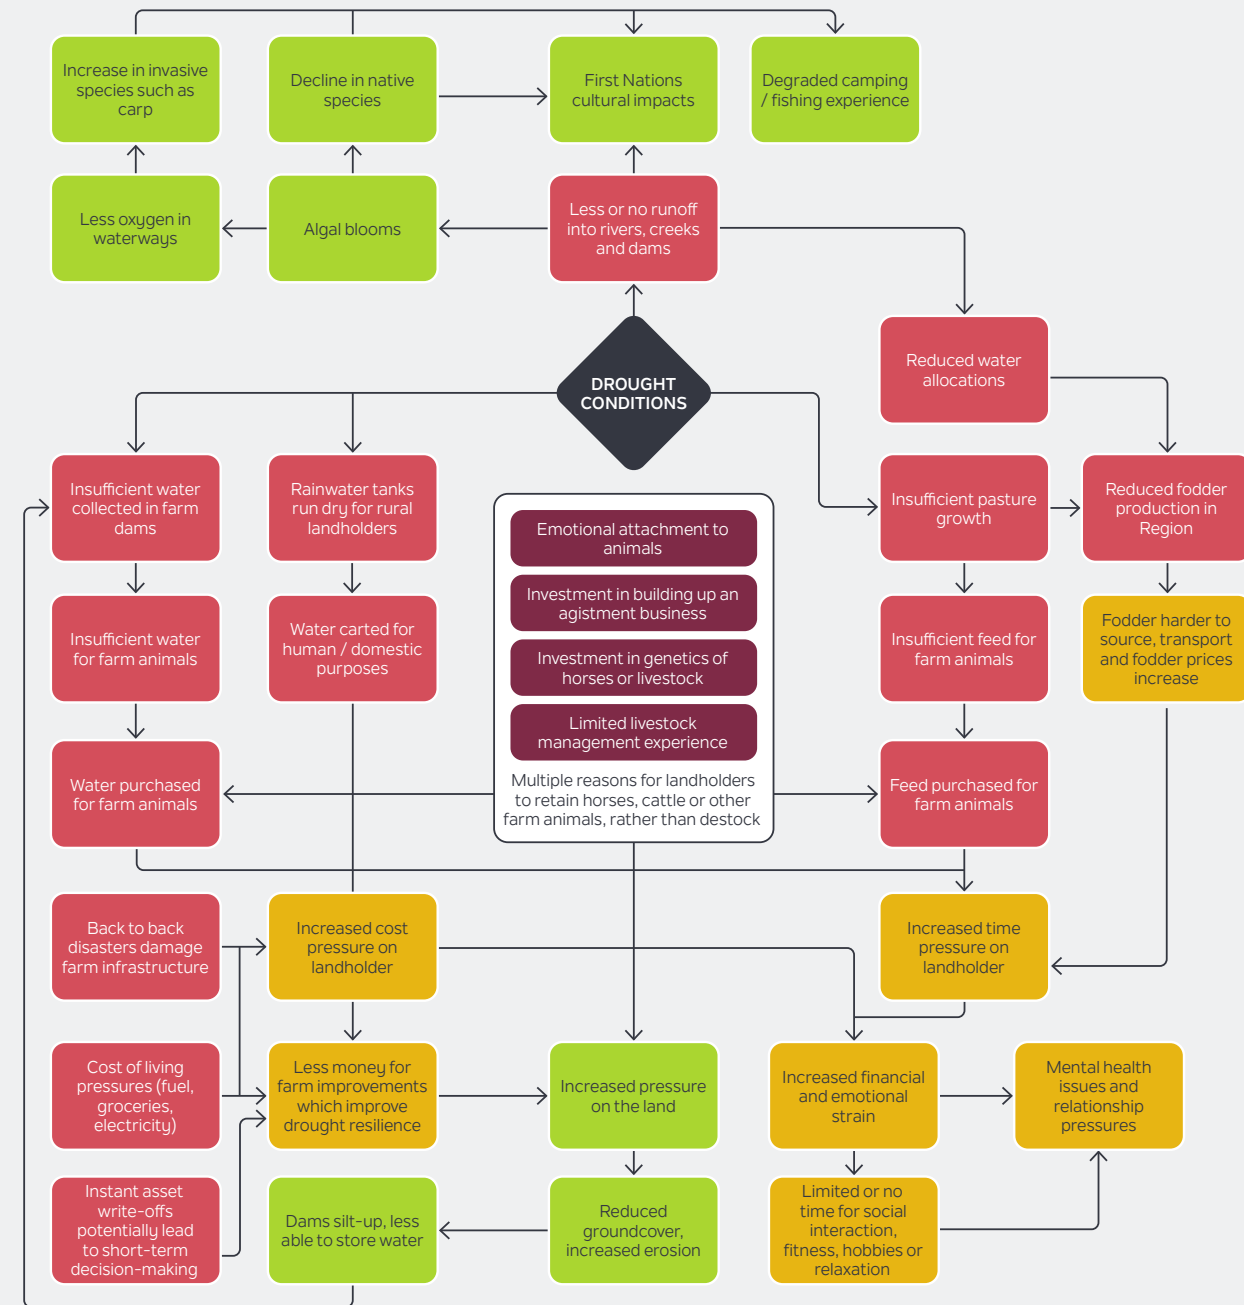 Increase in invasive
species such as
carp
Decline in native
species
First Nations
cultural impacts
Degraded camping
/ fishing experience
Less oxygen in
waterways
Algal blooms
Less or no runoff
into rivers, creeks
and dams
Reduced water
allocations
DROUGHT
CONDITIONS
Insufficient water
collected in farm
dams
Rainwater tanks
run dry for rural
landholders
Insufficient pasture
growth
Reduced fodder
production in
Region
Emotional attachment to
animals
Investment in building up an
agistment business
Investment in genetics of
horses or livestock
Limited livestock
management experience
Multiple reasons for landholders
to retain horses, cattle or other
farm animals, rather than destock
Insufficient water
for farm animals
Water carted for
human / domestic
purposes
Insufficient feed for
farm animals
Fodder harder to
source, transport
and fodder prices
increase
Water purchased
for farm animals
Feed purchased for
farm animals
Back to back
disasters damage
farm infrastructure
Increased cost
pressure on
landholder
Increased time
pressure on
landholder
Cost of living
pressures (fuel,
groceries,
electricity)
Less money for
farm improvements
which improve
drought resilience
Increased pressure
on the land
Increased financial
and emotional
strain
Mental health
issues and
relationship
pressures
Instant asset
write-offs
potentially lead
to short-term
decision-making
Dams silt-up, less
able to store water
Reduced
groundcover,
increased erosion
Limited or no
time for social
interaction,
fitness, hobbies or
relaxation